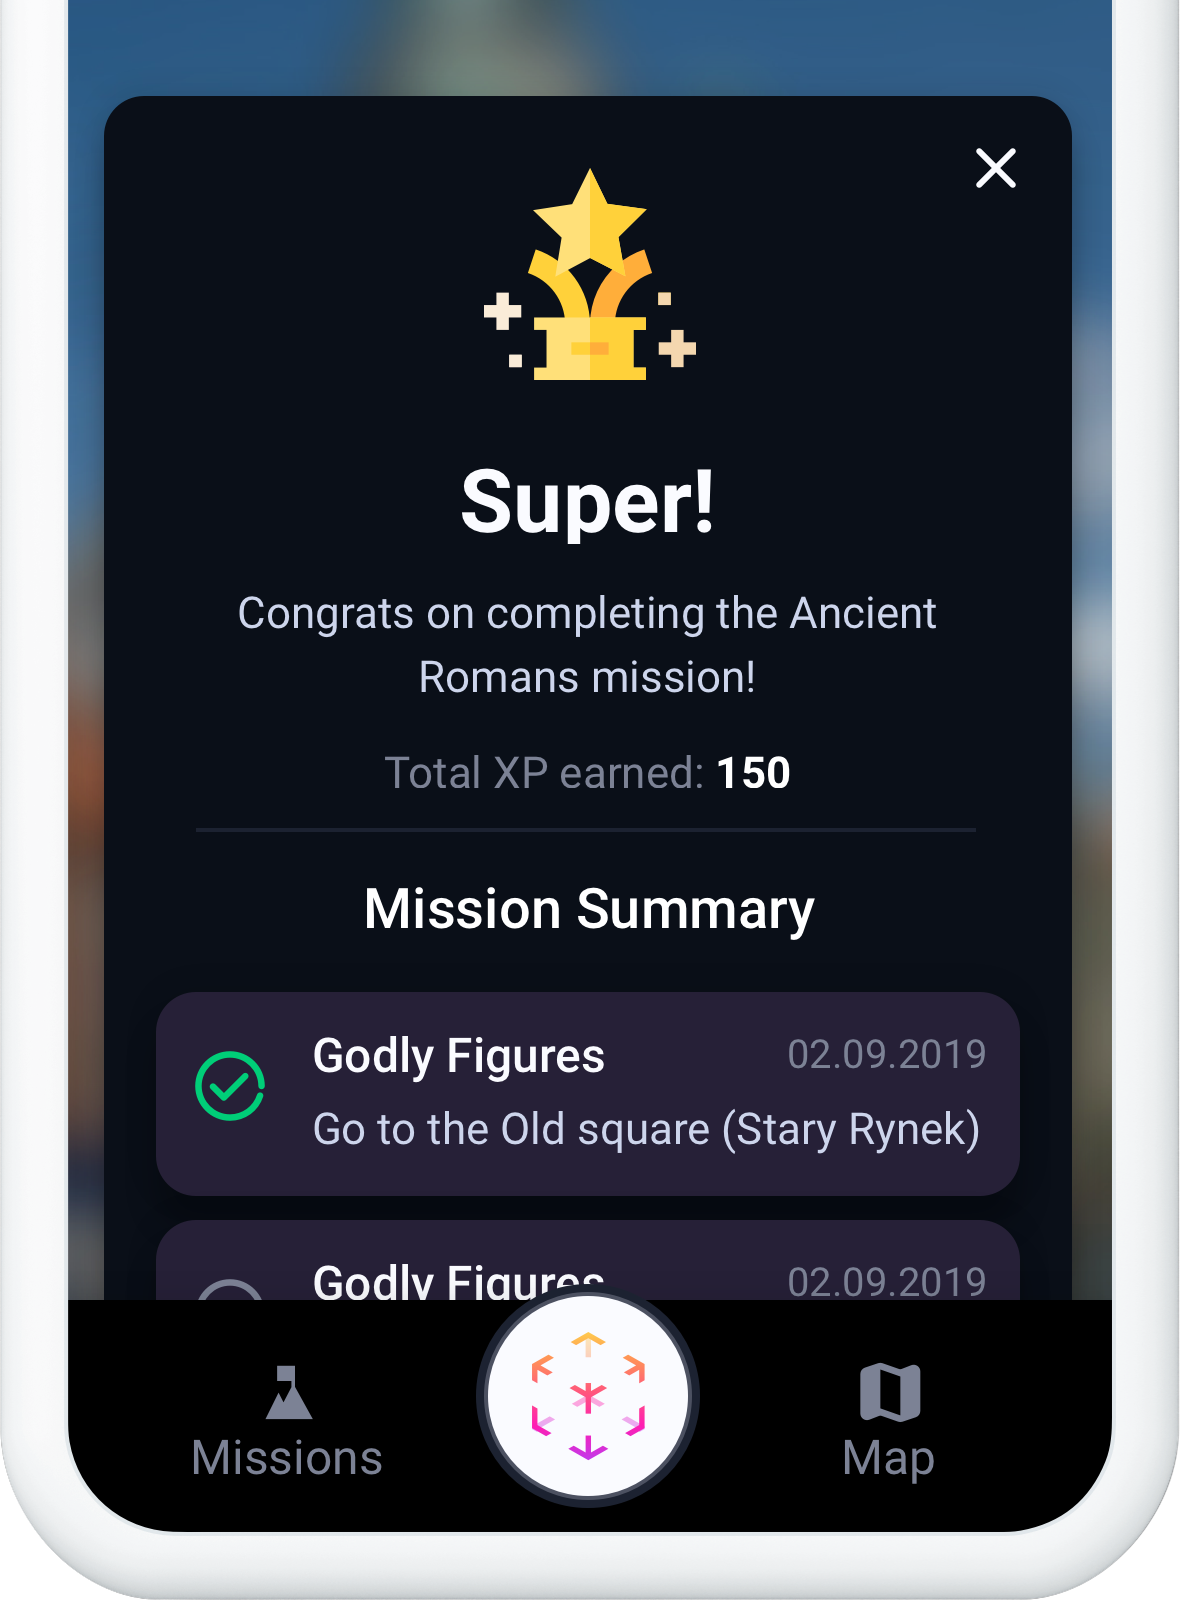 Super!
Congrats on completing the Ancient
Romans mission!
Total XP earned: 150
Mission Summary
Godly Figures 02.09.2019
Go to the Old square (Stary Rynek)
Godly Figures 02.09.2019
Missions Map